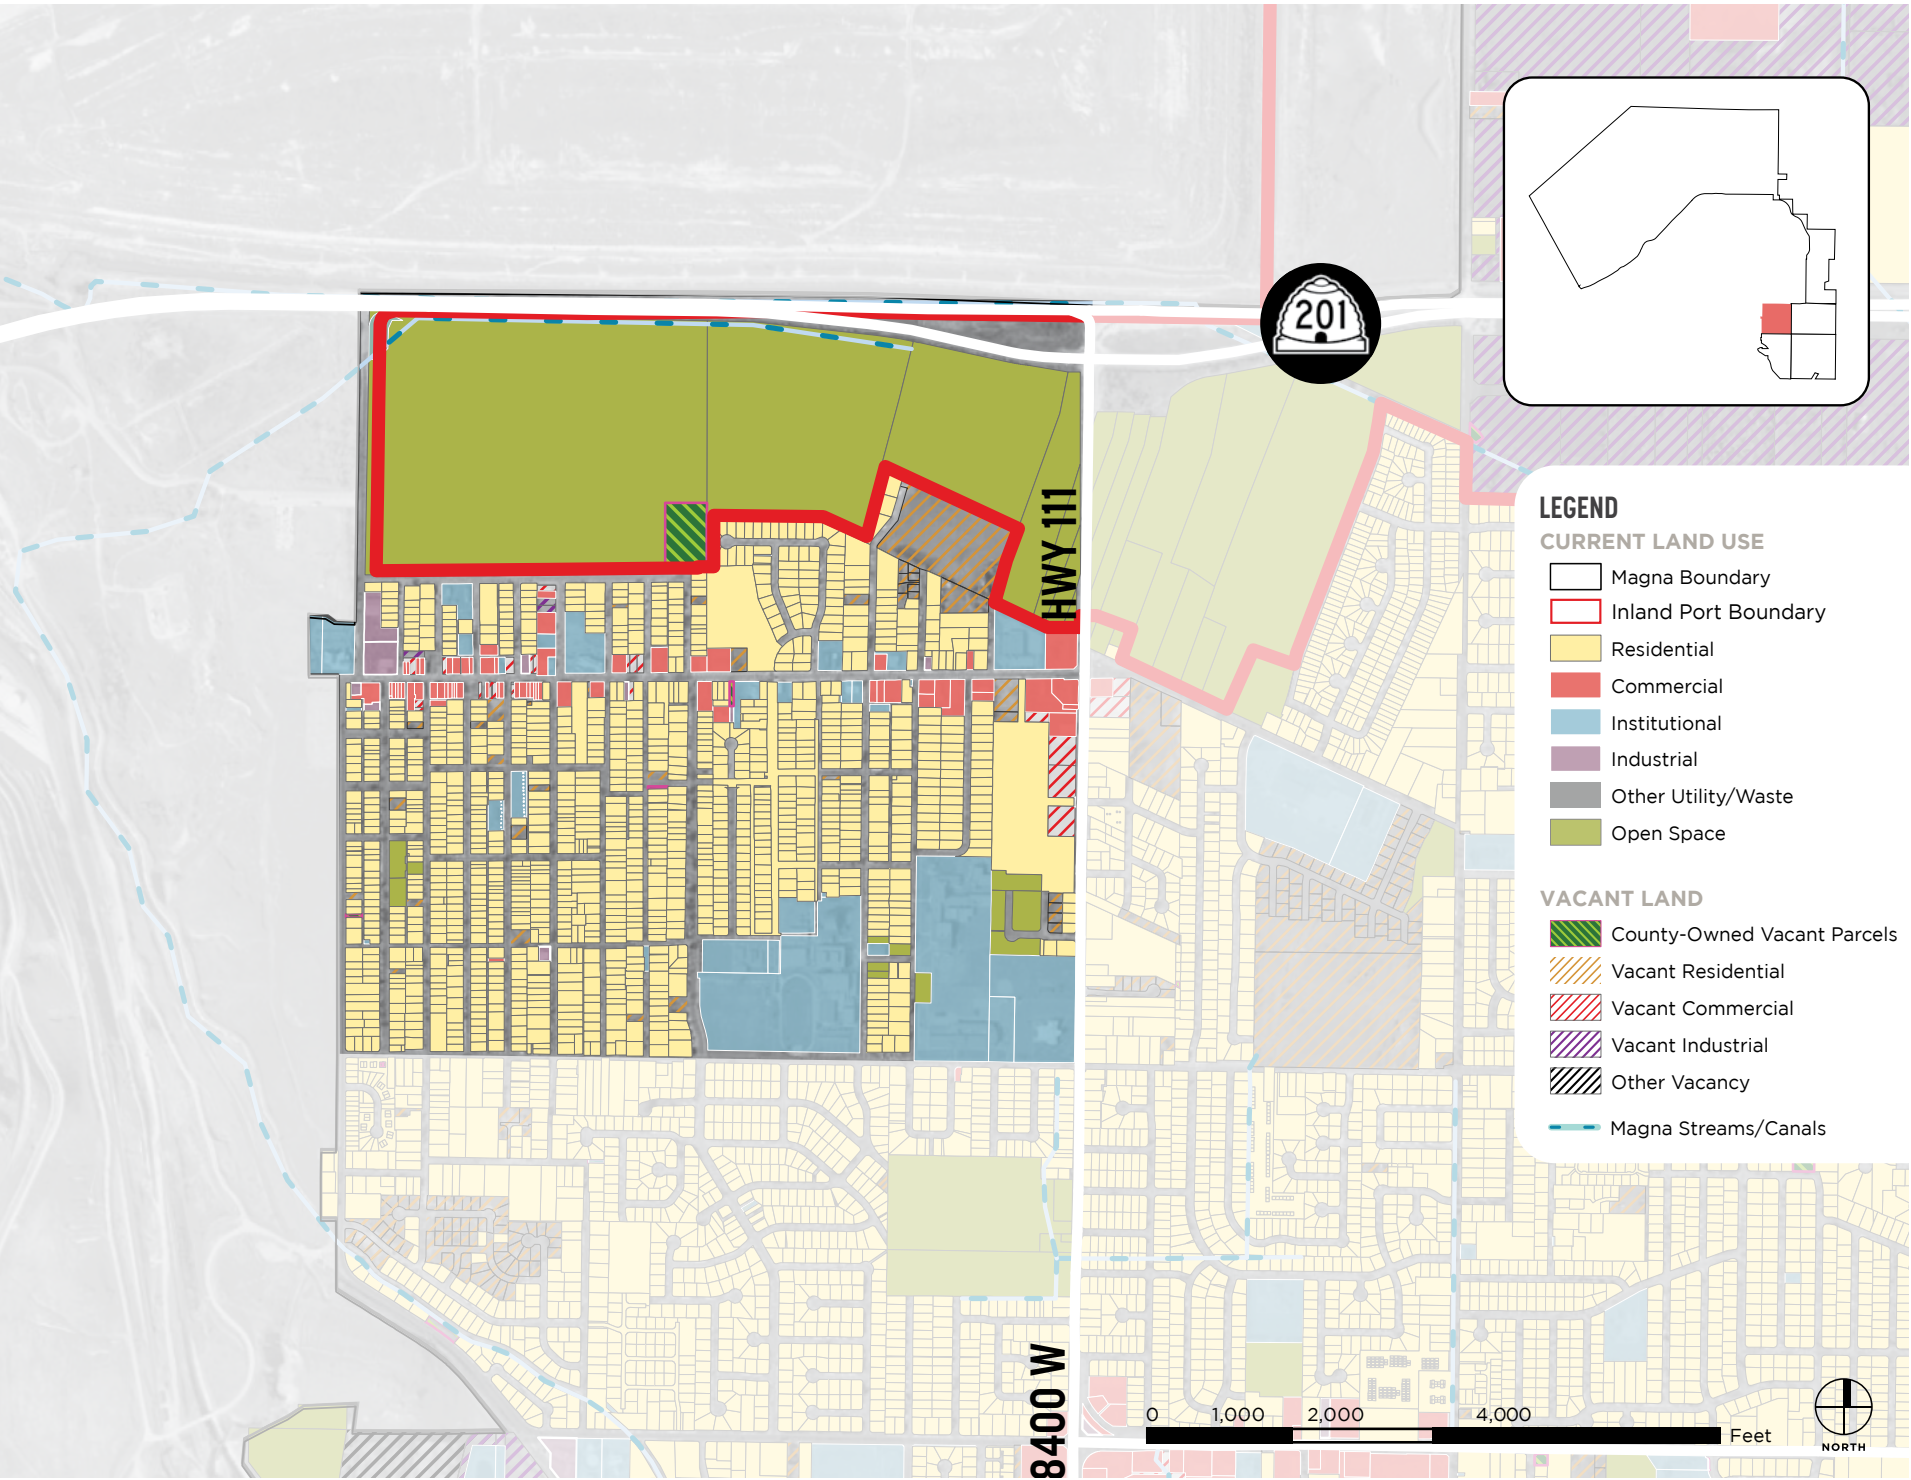 201
HWY 111
LEGEND
CURRENT LAND USE
Magna Boundary
Inland Port Boundary
Residential
Commercial
Institutional
Industrial
Other Utility/Waste
Open Space
VACANT LAND
County-Owned Vacant Parcels
Vacant Residential
Vacant Commercial
Vacant Industrial
Other Vacancy
Magna Streams/Canals
8400 W
0 1,000 2,000 4,000
Feet
NORTH